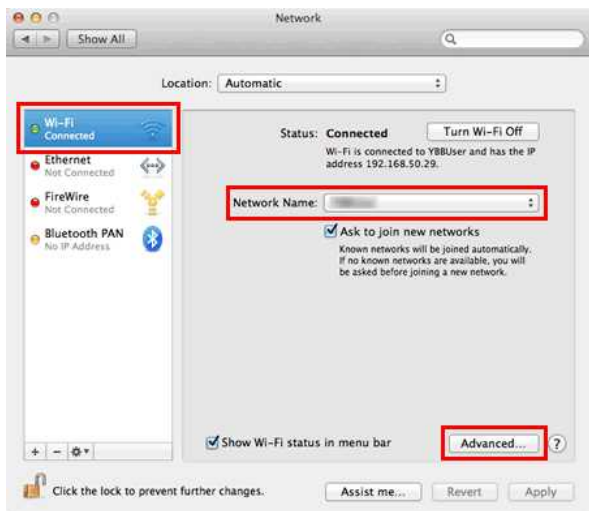 Network
Show All
Location: Automatic
Wi-Fi
Connected
Ethernet
Not Connected
FireWire
Not Connected
Bluetooth PAN
No IP Address
Status: Connected Turn Wi-Fi Off
Wi-Fi is connected to YBBUser and has the IP
address 192.168.50.29.
Network Name:
Ask to join new networks
Known networks will be joined automatically.
If no known networks are available, you will
be asked before joining a new network.
Show Wi-Fi status in menu bar Advanced... ?
Click the lock to prevent further changes.
Assist me... Revert Apply